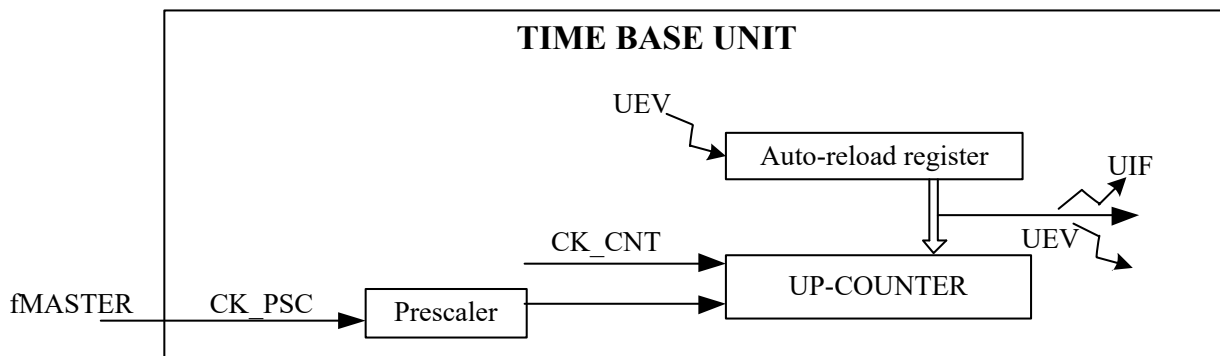 TIME BASE UNIT
UEV
Auto-reload register
UIF
CK_CNT
UEV
UP-COUNTER
fMASTER
CK_PSC
Prescaler